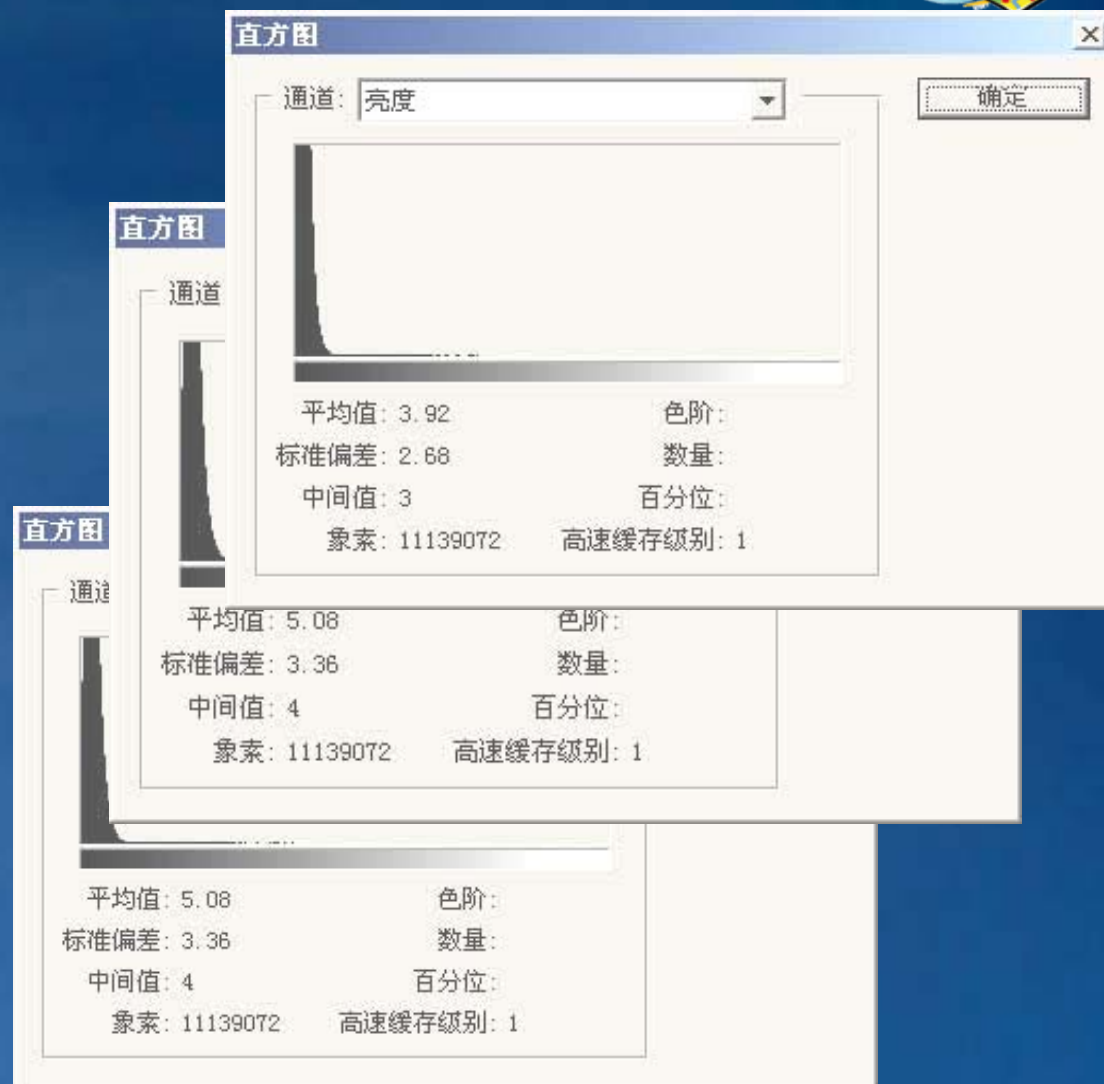 直方图
通道: 亮度
确定
平均值: 3.92 色阶:
标准偏差: 2.68 数量:
中间值: 3 百分位:
象素: 11139072 高速缓存级别: 1
直方图
通道
平均值: 5.08 色阶:
标准偏差: 3.36 数量:
中间值: 4 百分位:
象素: 11139072 高速缓存级别: 1
直方图
通道
平均值: 5.08 色阶:
标准偏差: 3.36 数量:
中间值: 4 百分位:
象素: 11139072 高速缓存级别: 1